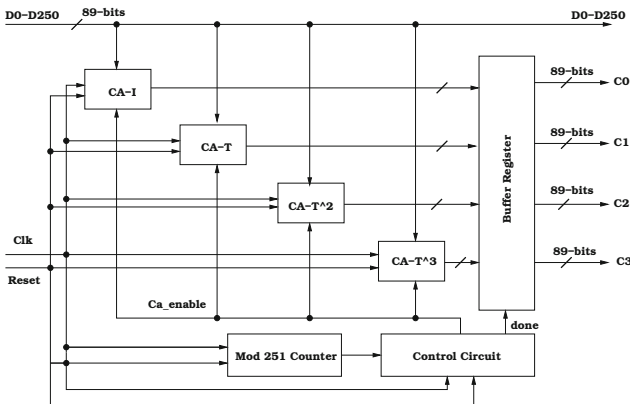 D0-D250 89-bits D0-D250
89-bits
CA-I C0
89-bits
CA-T C1
Buffer Register
89-bits
CA-T^2 C2
Clk 89-bits
CA-T^3 C3
Reset
Ca_enable
done
Mod 251 Counter Control Circuit